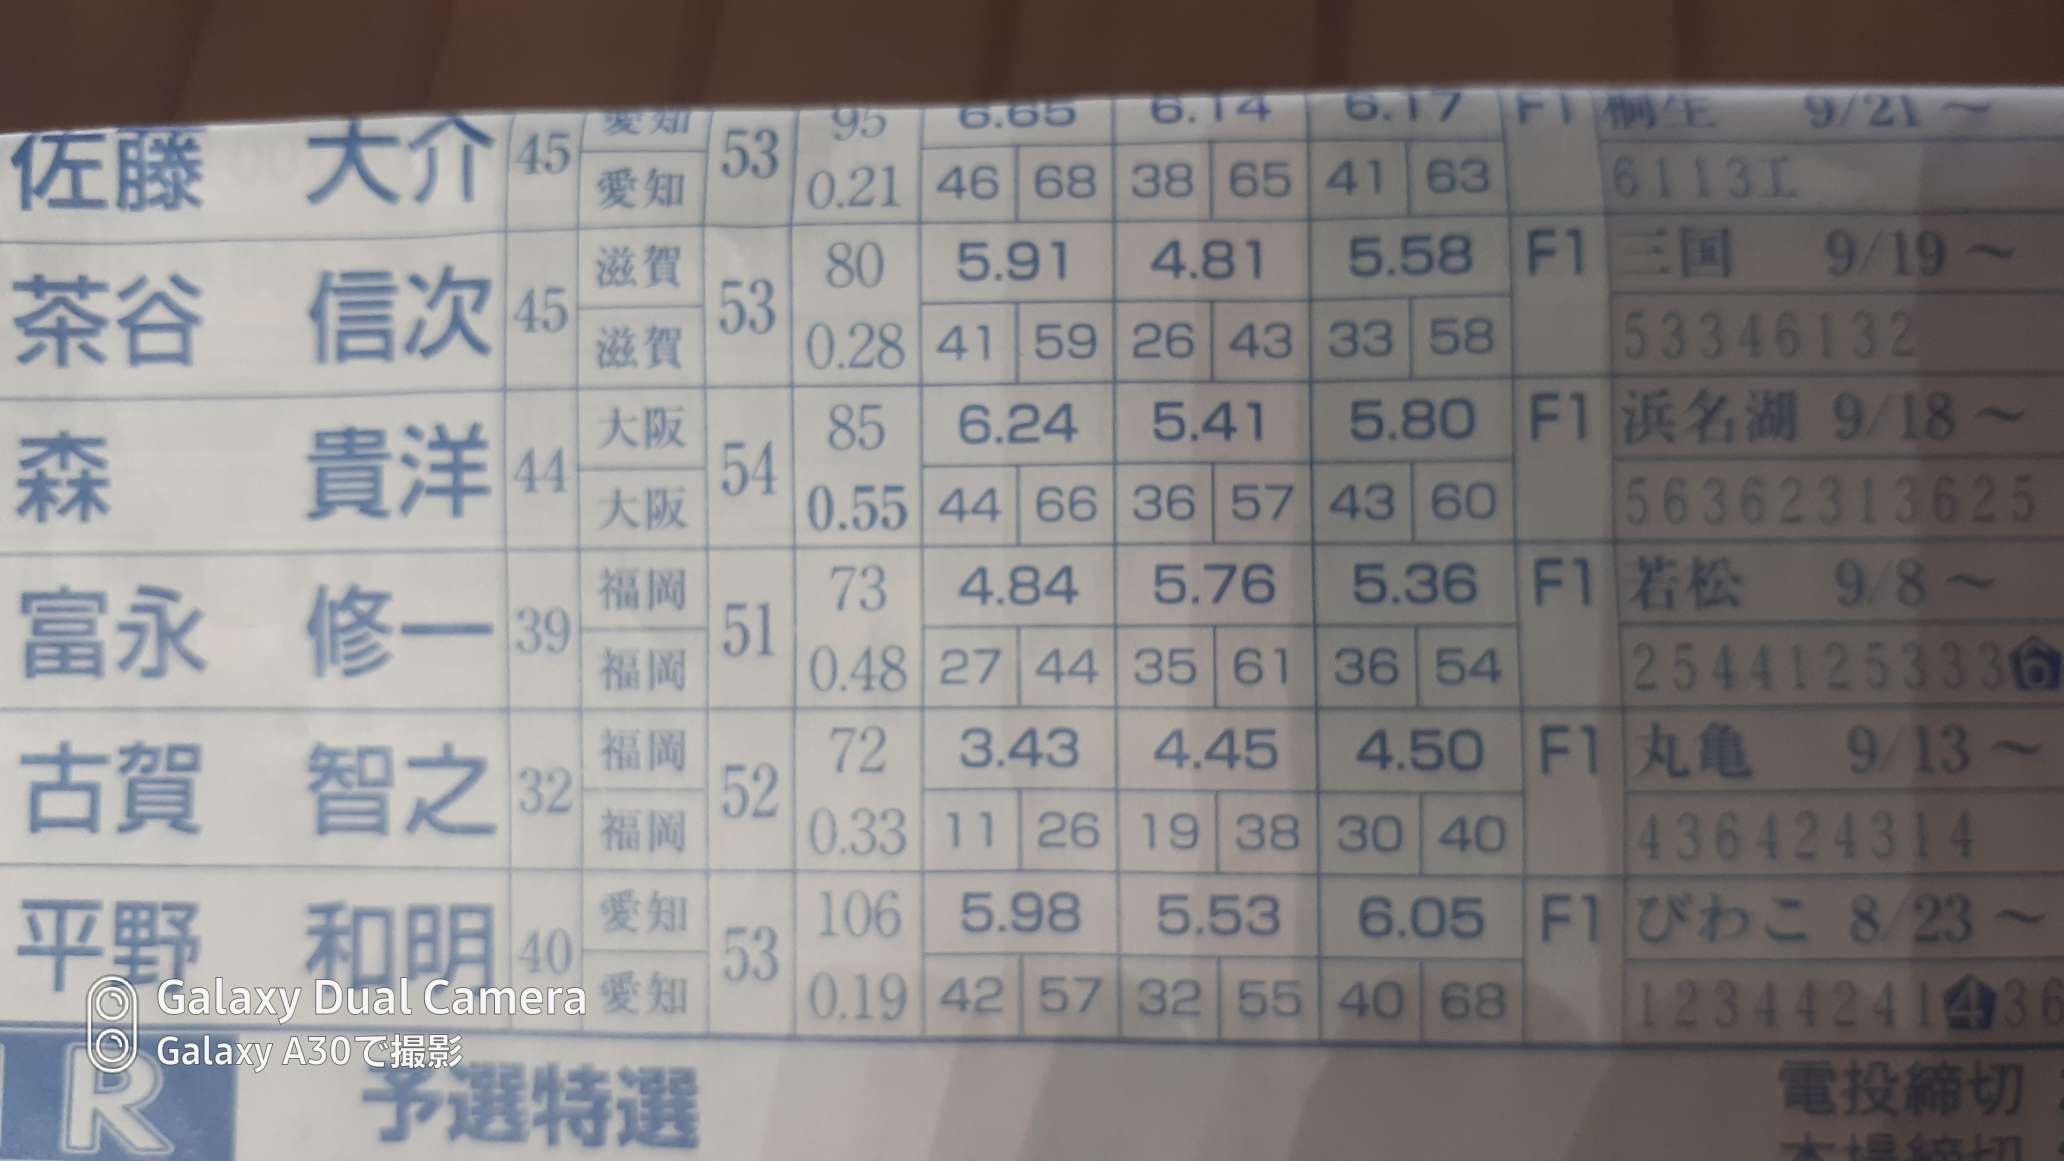 佐藤 大介 45 愛知 53 95 6.65 6.14 6.17 F1 桐生 9/21～
愛知 0.21 46 68 38 65 41 63 6113エ
茶谷 信次 45 滋賀 53 80 5.91 4.81 5.58 F1 三国 9/19～
滋賀 0.28 41 59 26 43 33 58 53346132
森 貴洋 44 大阪 54 85 6.24 5.41 5.80 F1 浜名湖 9/18～
大阪 0.55 44 66 36 57 43 60 56362313625
富永 修一 39 福岡 51 73 4.84 5.76 5.36 F1 若松 9/8～
福岡 0.48 27 44 35 61 36 54 25441253336
古賀 智之 32 福岡 52 72 3.43 4.45 4.50 F1 丸亀 9/13～
福岡 0.33 11 26 19 38 30 40 436424314
平野 和明 40 愛知 53 106 5.98 5.53 6.05 F1 びわこ 8/23～
愛知 0.19 42 57 32 55 40 68 12344241436
Galaxy Dual Camera
Galaxy A30で撮影
R 予選特選 電投締切